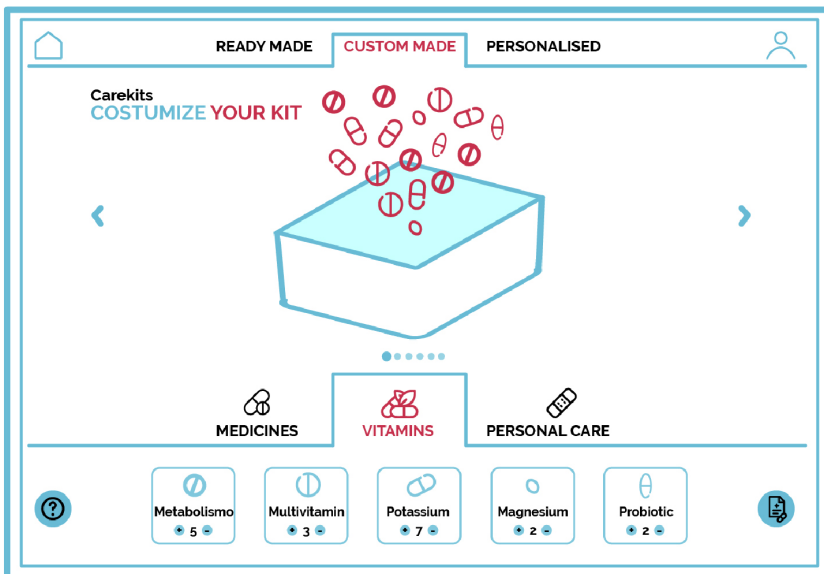 READY MADE CUSTOM MADE PERSONALISED
Carekits
COSTUMIZE YOUR KIT
MEDICINES VITAMINS PERSONAL CARE
Metabolismo Multivitamin Potassium Magnesium Probiotic
+ 5 - + 3 - + 7 - + 2 - + 2 -
?